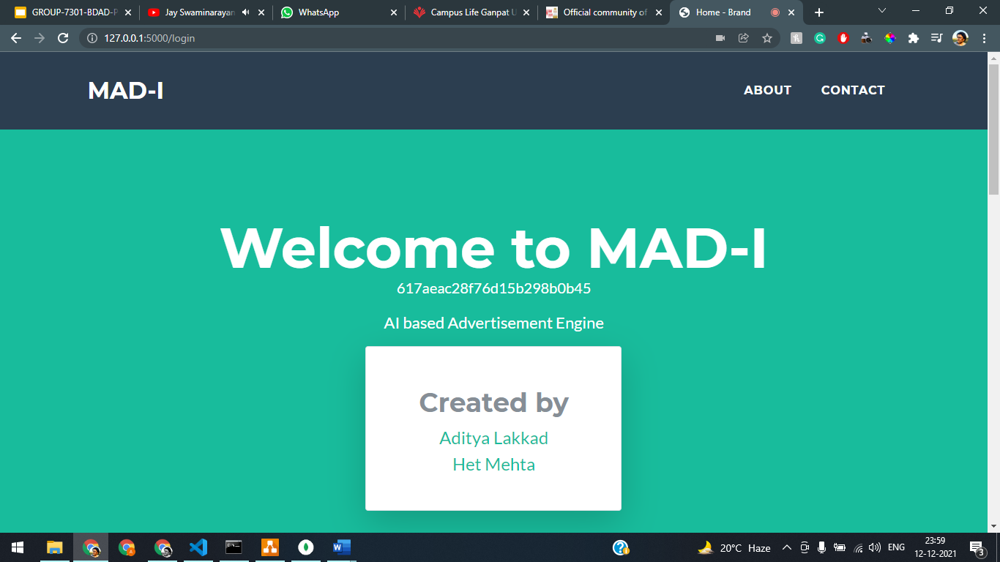 GROUP-7301-BDAD-P
Jay Swaminarayan
WhatsApp
Campus Life Ganpat U
Official community of
Home - Brand
127.0.0.1:5000/login
MAD-I
ABOUT
CONTACT
Welcome to MAD-I
617aeac28f76d15b298b0b45
AI based Advertisement Engine
Created by
Aditya Lakkad
Het Mehta
20°C Haze
ENG
23:59
12-12-2021
3